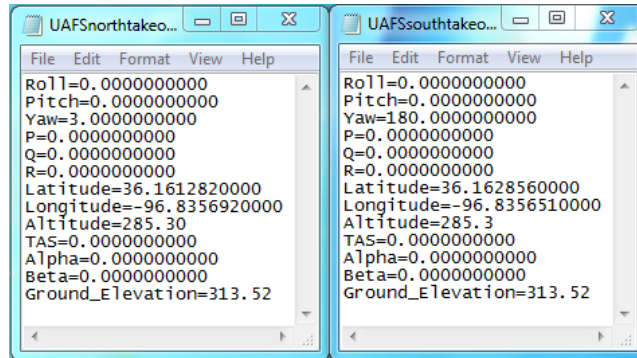 UAFSnorthtakeo...
File Edit Format View Help
Roll=0.0000000000
Pitch=0.0000000000
Yaw=3.0000000000
P=0.0000000000
Q=0.0000000000
R=0.0000000000
Latitude=36.1612820000
Longitude=-96.8356920000
Altitude=285.30
TAS=0.0000000000
Alpha=0.0000000000
Beta=0.0000000000
Ground_Elevation=313.52
UAFSsouthtakeo...
File Edit Format View Help
Roll=0.0000000000
Pitch=0.0000000000
Yaw=180.0000000000
P=0.0000000000
Q=0.0000000000
R=0.0000000000
Latitude=36.1628560000
Longitude=-96.8356510000
Altitude=285.3
TAS=0.0000000000
Alpha=0.0000000000
Beta=0.0000000000
Ground_Elevation=313.52